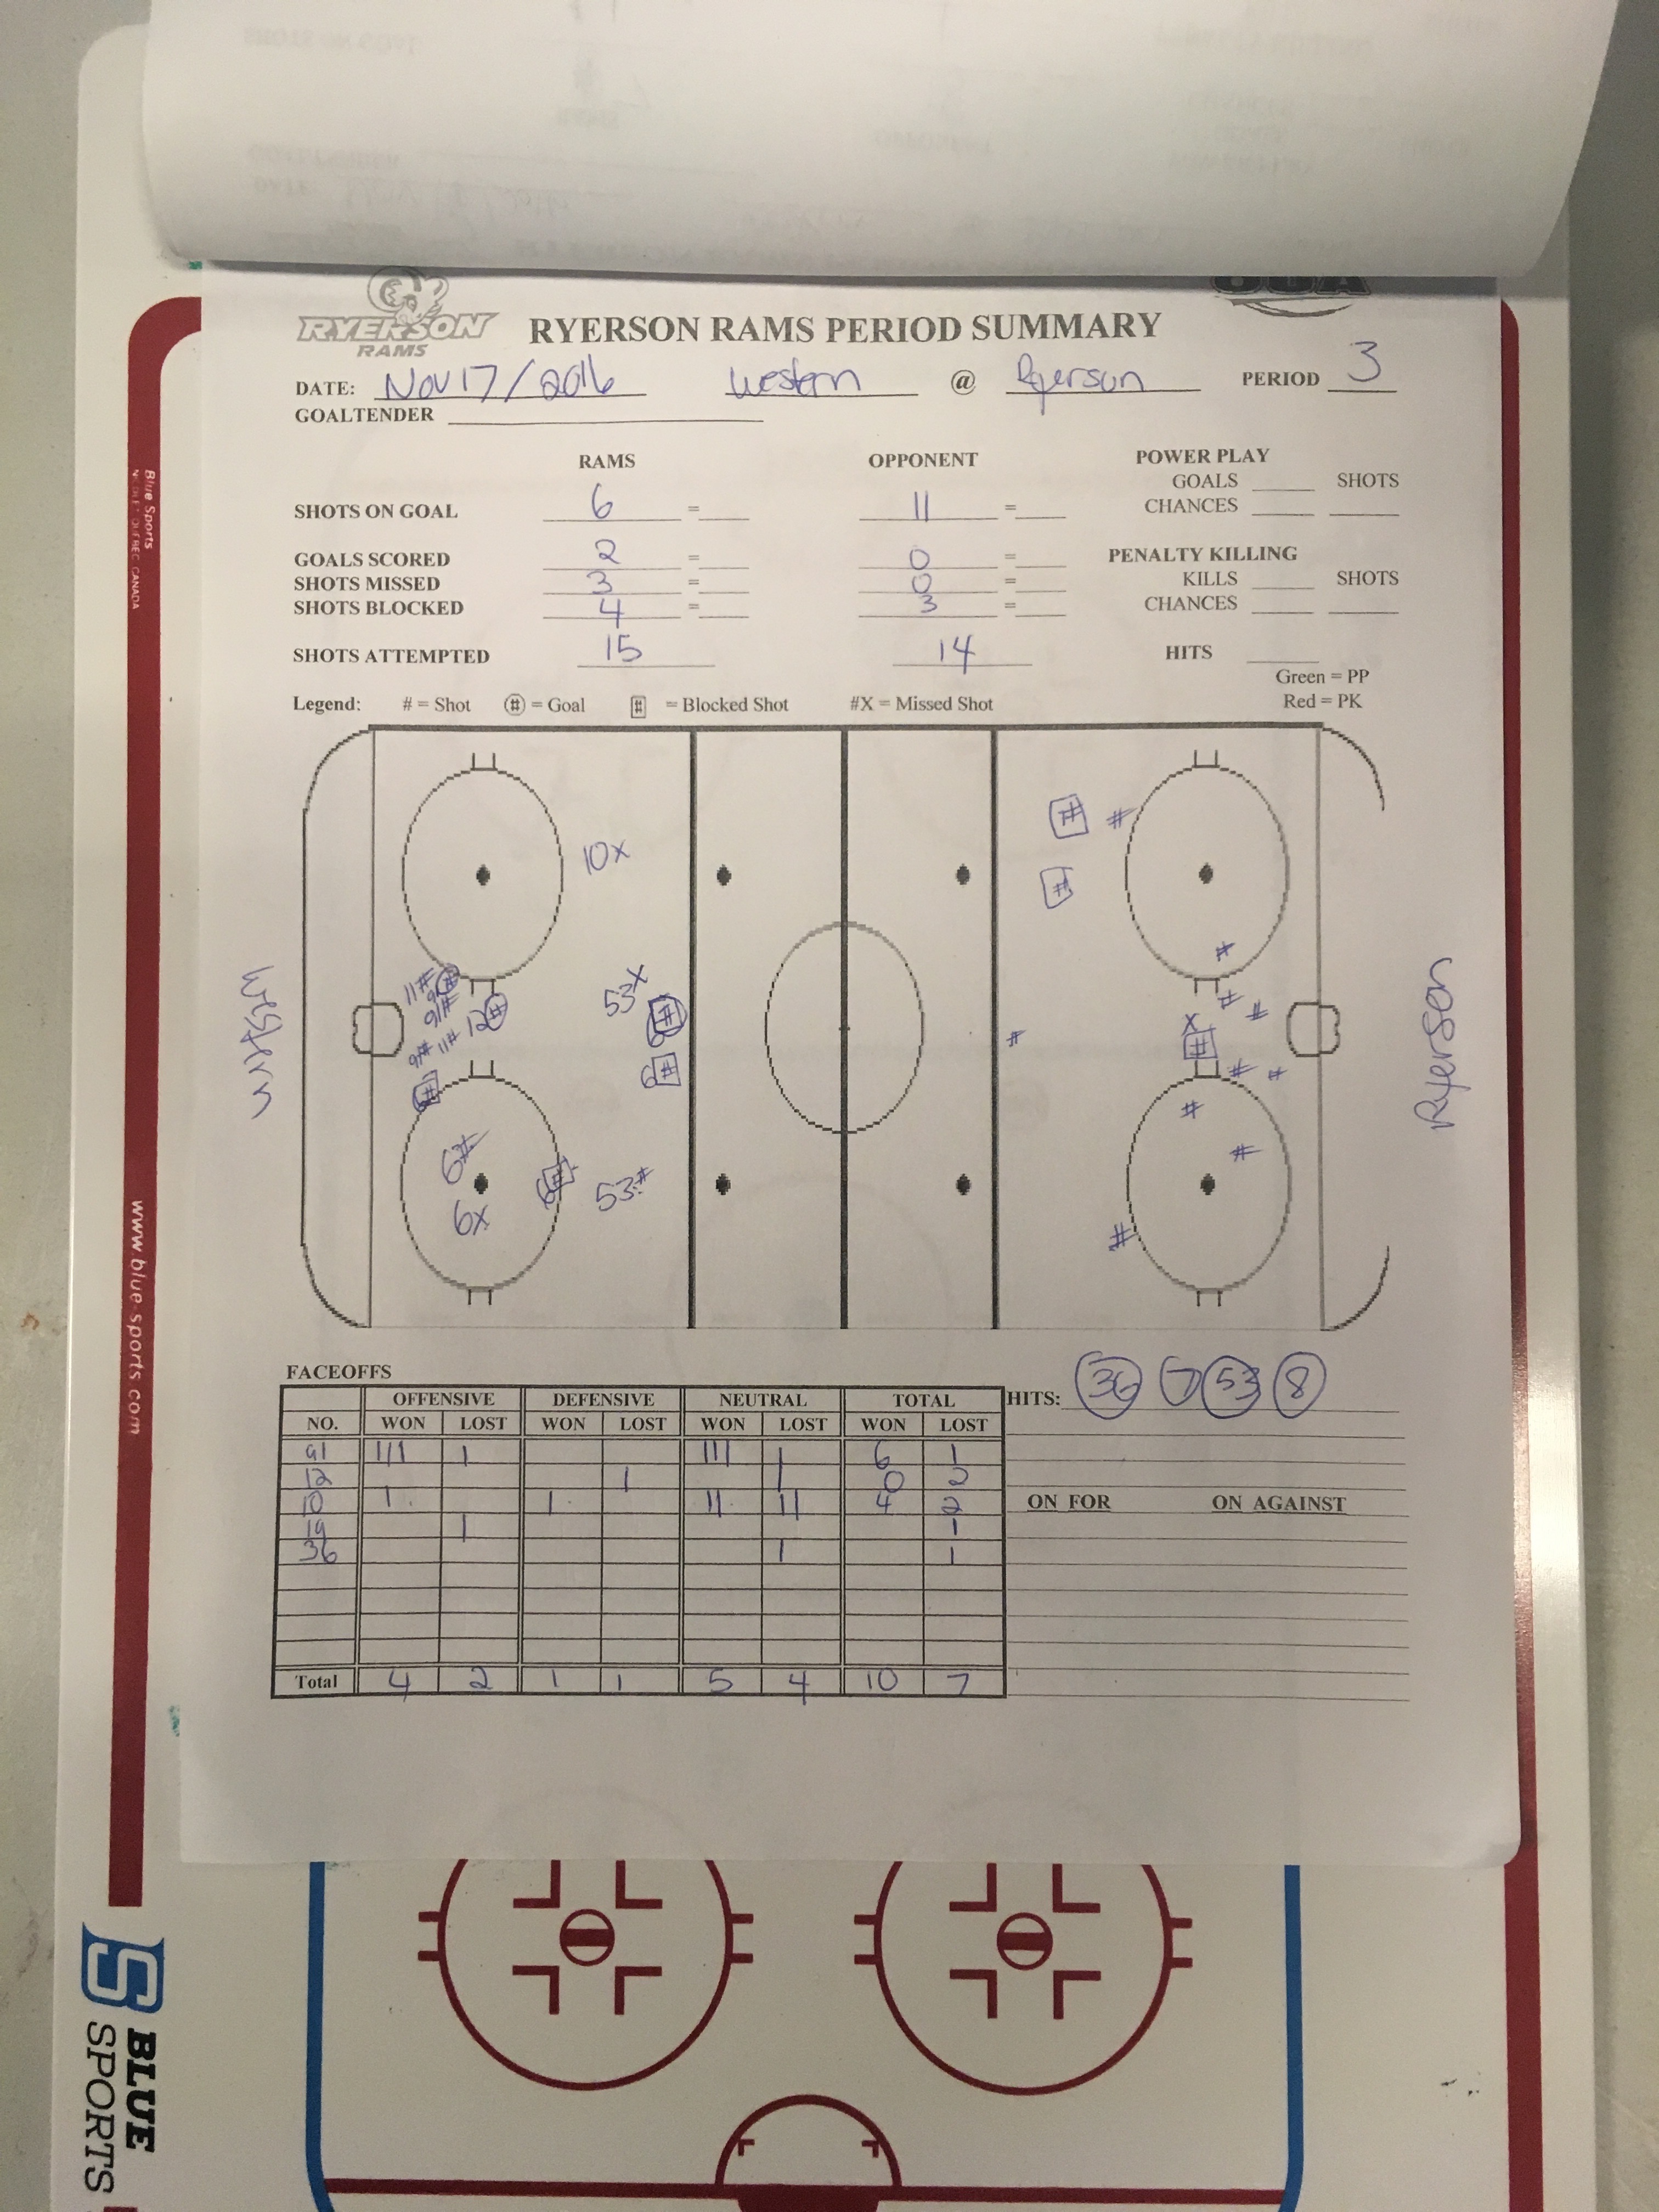 RYERSON
RAMS
RYERSON RAMS PERIOD SUMMARY
DATE: Nov 17/2016 Western @ Ryerson PERIOD 3
GOALTENDER
RAMS OPPONENT POWER PLAY
GOALS SHOTS
SHOTS ON GOAL 6 = 11 = CHANCES
GOALS SCORED 2 = 0 = PENALTY KILLING
SHOTS MISSED 3 = 0 = KILLS SHOTS
SHOTS BLOCKED 4 = 3 = CHANCES
SHOTS ATTEMPTED 15 14 HITS
Green = PP
Legend: # = Shot # = Goal # = Blocked Shot #X = Missed Shot Red = PK
# #
10x
#
#
11# 9#
53x
91# 12#
6#
#
#
x
#
#
9# 11#
6#
#
#
6#
#
6#
6#
53#
#
6x
#
Western
Ryerson
FACEOFFS
HITS: 36 7 53 8
OFFENSIVE DEFENSIVE NEUTRAL TOTAL
NO. WON LOST WON LOST WON LOST WON LOST
91 III I III I 6 1
12 I I 0 2
10 I I II II 4 2
19 I 1
36 I 1
ON FOR ON AGAINST
Total 4 2 1 1 5 4 10 7
Blue Sports
www.blue-sports.com
BLUE
SPORTS